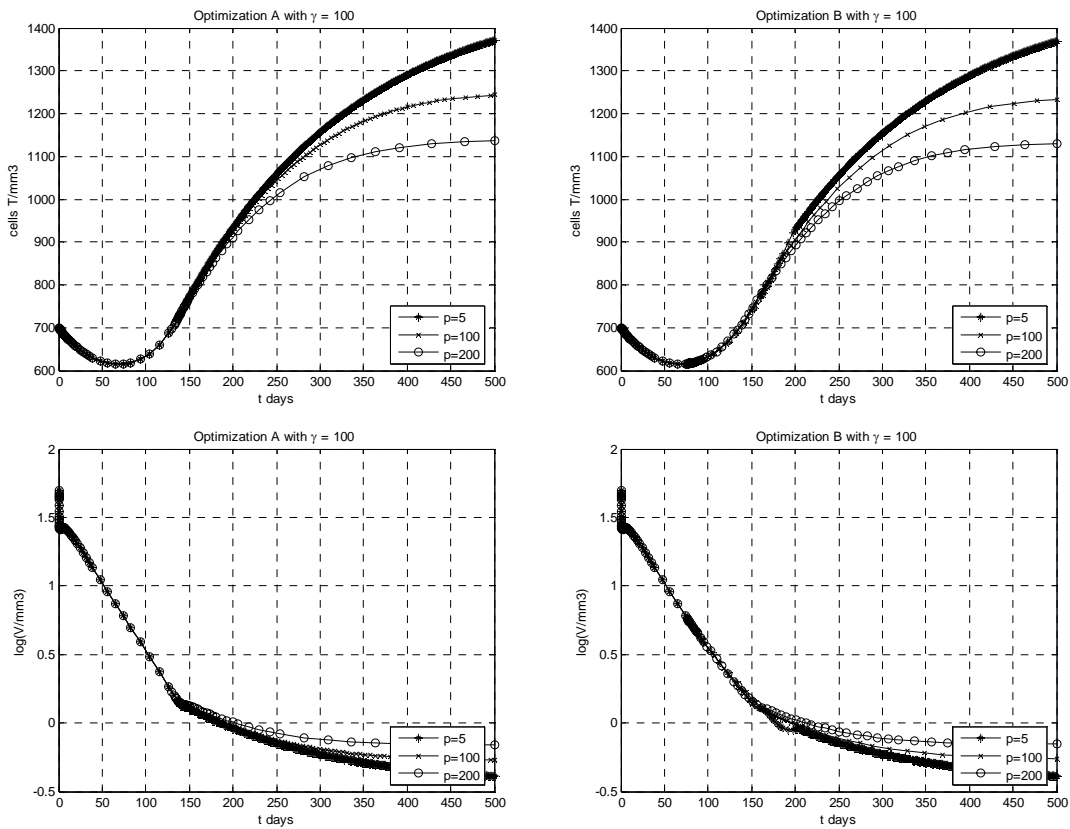 Optimization A with γ = 100
1400
1300
1200
1100
1000
900
800
700
600
cells T/mm3
0 50 100 150 200 250 300 350 400 450 500
t days
p=5
p=100
p=200
Optimization B with γ = 100
1400
1300
1200
1100
1000
900
800
700
600
cells T/mm3
0 50 100 150 200 250 300 350 400 450 500
t days
p=5
p=100
p=200
Optimization A with γ = 100
2
1.5
1
0.5
0
-0.5
log(V/mm3)
0 50 100 150 200 250 300 350 400 450 500
t days
p=5
p=100
p=200
Optimization B with γ = 100
2
1.5
1
0.5
0
-0.5
log(V/mm3)
0 50 100 150 200 250 300 350 400 450 500
t days
p=5
p=100
p=200